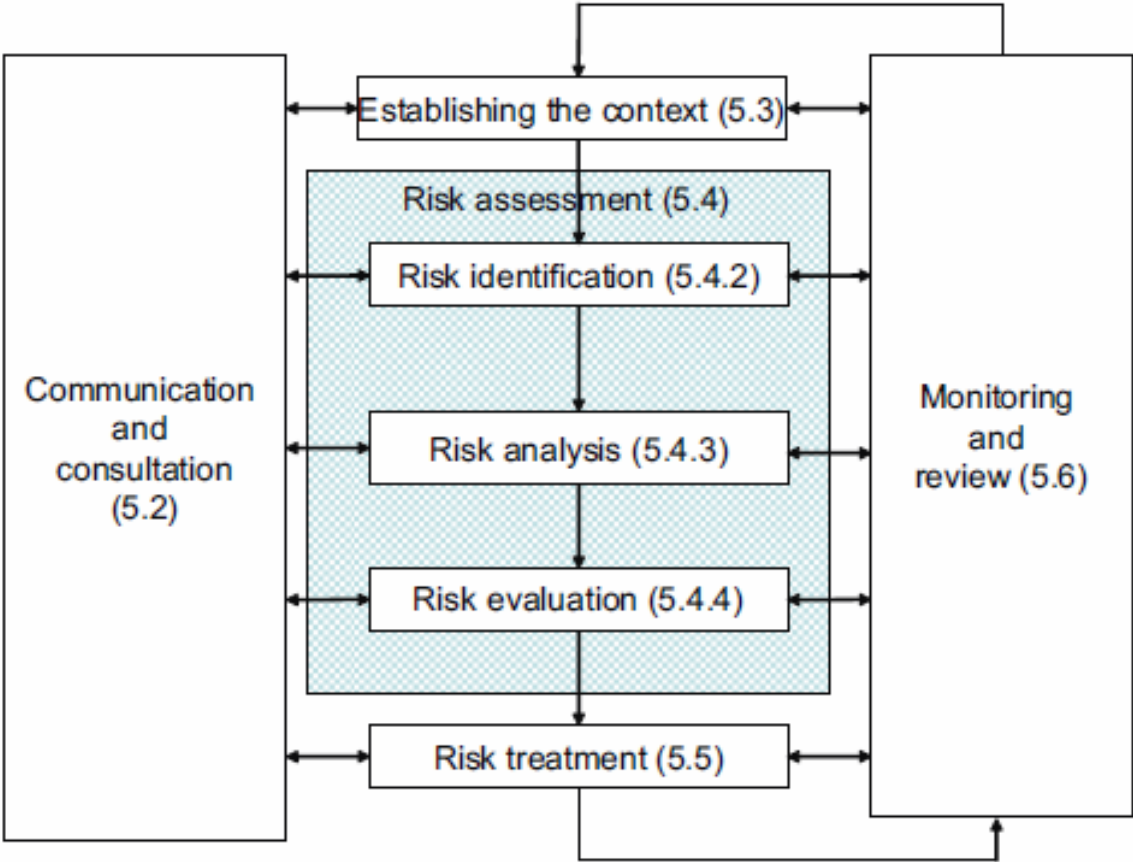 Establishing the context (5.3)
Risk assessment (5.4)
Risk identification (5.4.2)
Communication
and
consultation
(5.2)
Monitoring
and
review (5.6)
Risk analysis (5.4.3)
Risk evaluation (5.4.4)
Risk treatment (5.5)